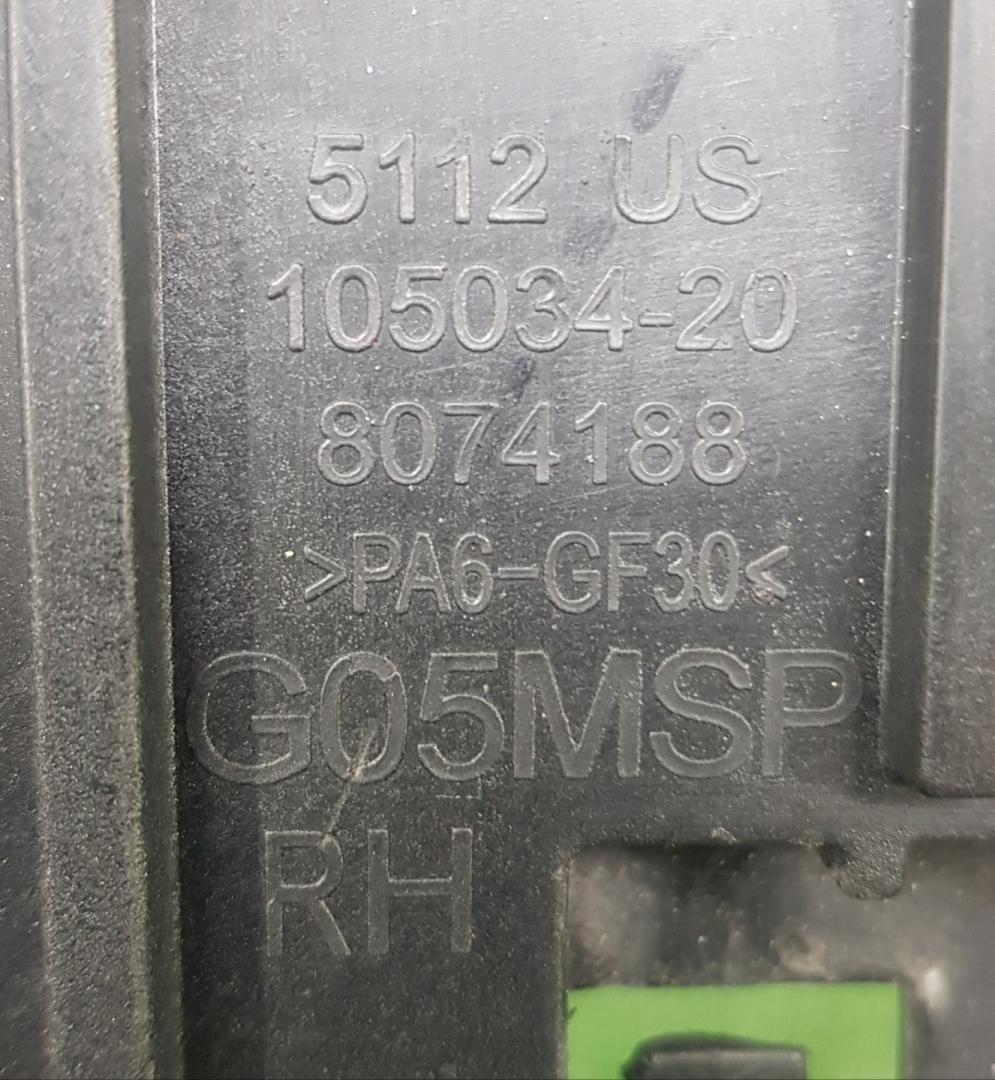 5112 US
105034-20
8074188
>PA6-GF30<
G05MSP
RH